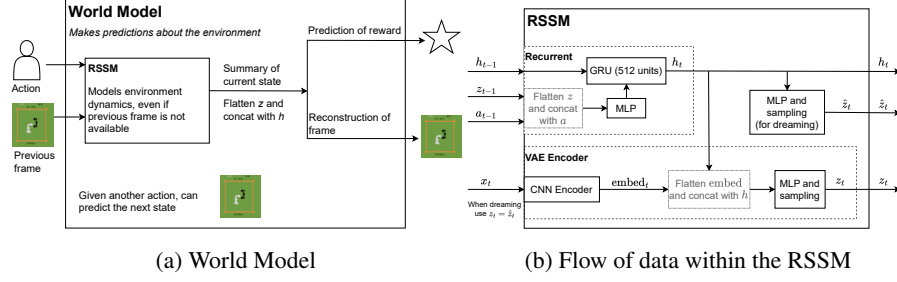 World Model
Makes predictions about the environment
Action
Previous
frame
RSSM
Models environment
dynamics, even if
previous frame is not
available
Summary of
current state
Flatten z and
concat with h
Prediction of reward
Reconstruction of
frame
Given another action, can
predict the next state
(a) World Model
RSSM
Recurrent
h_{t-1}
z_{t-1}
a_{t-1}
Flatten z
and concat
with a
MLP
GRU (512 units)
h_t
h_t
MLP and
sampling
(for dreaming)
ẑ_t
ẑ_t
VAE Encoder
x_t
When dreaming
use z_t = ẑ_t
CNN Encoder
embed_t
Flatten embed
and concat with h
MLP and
sampling
z_t
z_t
(b) Flow of data within the RSSM